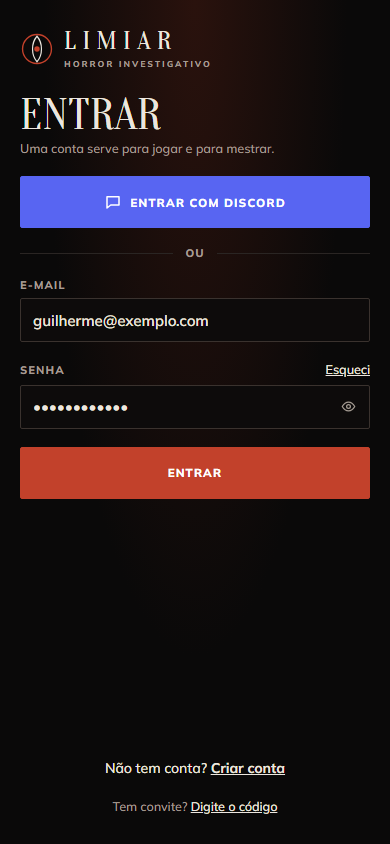 LIMIAR
HORROR INVESTIGATIVO
ENTRAR
Uma conta serve para jogar e para mestrar.
ENTRAR COM DISCORD
OU
E-MAIL
guilherme@exemplo.com
SENHA Esqueci
●●●●●●●●●●●●
ENTRAR
Não tem conta? Criar conta
Tem convite? Digite o código